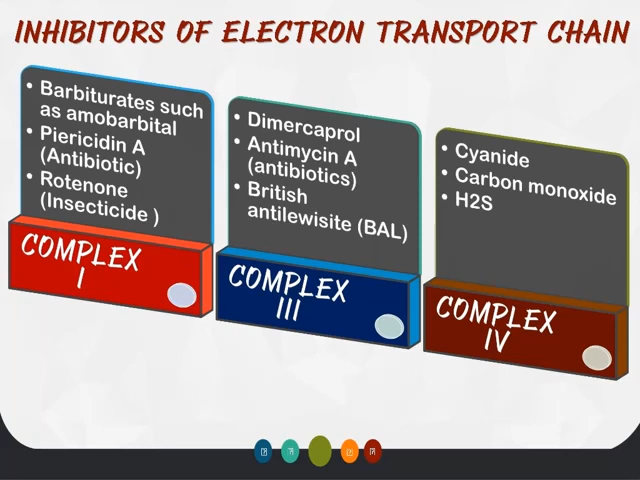 INHIBITORS OF ELECTRON TRANSPORT CHAIN
• Barbiturates such
as amobarbital
• Piericidin A
(Antibiotic)
• Rotenone
(Insecticide )
COMPLEX
I
• Dimercaprol
• Antimycin A
(antibiotics)
• British
antilewisite (BAL)
COMPLEX
III
• Cyanide
• Carbon monoxide
• H2S
COMPLEX
IV